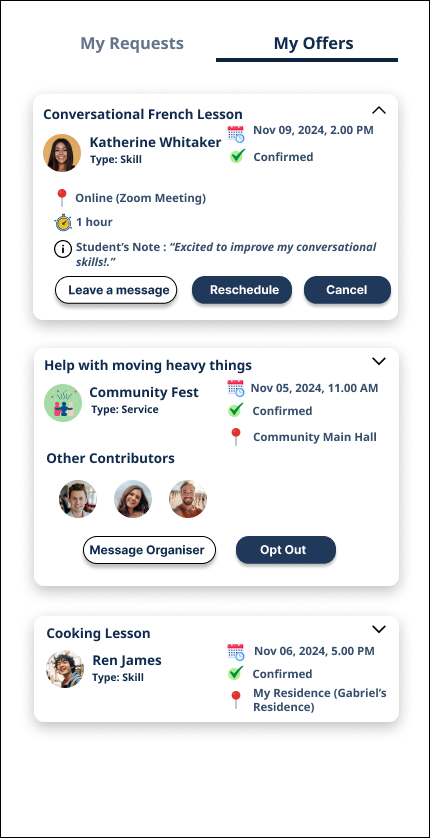 My Requests
My Offers
Conversational French Lesson
Katherine Whitaker
Type: Skill
Nov 09, 2024, 2.00 PM
Confirmed
Online (Zoom Meeting)
1 hour
Student's Note : “Excited to improve my conversational
skills!.”
Leave a message
Reschedule
Cancel
Help with moving heavy things
Community Fest
Type: Service
Nov 05, 2024, 11.00 AM
Confirmed
Community Main Hall
Other Contributors
Message Organiser
Opt Out
Cooking Lesson
Ren James
Type: Skill
Nov 06, 2024, 5.00 PM
Confirmed
My Residence (Gabriel's
Residence)